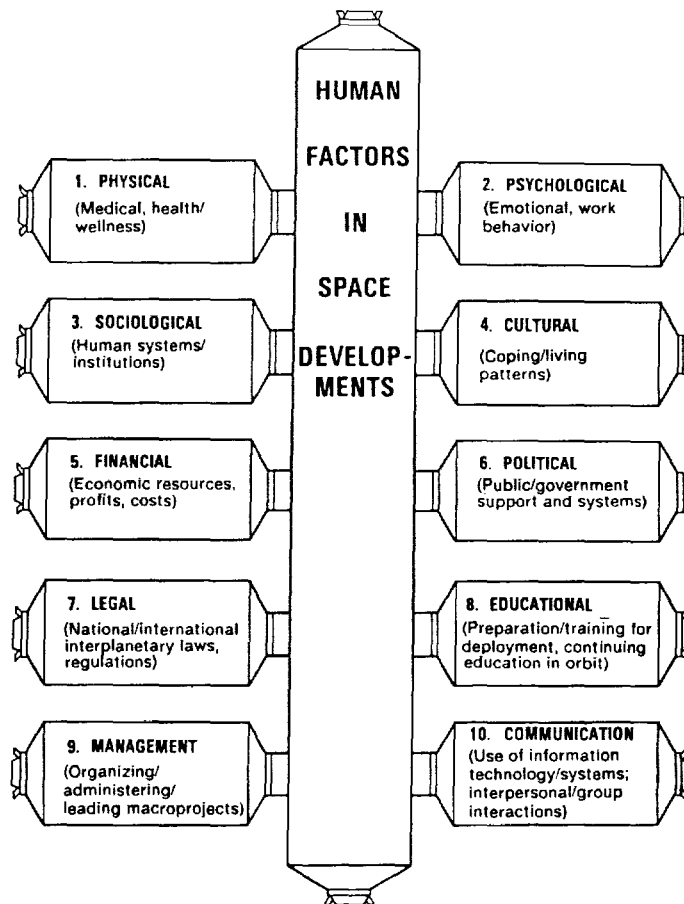 HUMAN
FACTORS
IN
SPACE
DEVELOP-
MENTS
1. PHYSICAL
(Medical, health/
wellness)
2. PSYCHOLOGICAL
(Emotional, work
behavior)
3. SOCIOLOGICAL
(Human systems/
institutions)
4. CULTURAL
(Coping/living
patterns)
5. FINANCIAL
(Economic resources,
profits, costs)
6. POLITICAL
(Public/government
support and systems)
7. LEGAL
(National/international
interplanetary laws,
regulations)
8. EDUCATIONAL
(Preparation/training for
deployment, continuing
education in orbit)
9. MANAGEMENT
(Organizing/
administering/
leading macroprojects)
10. COMMUNICATION
(Use of information
technology/systems;
interpersonal/group
interactions)